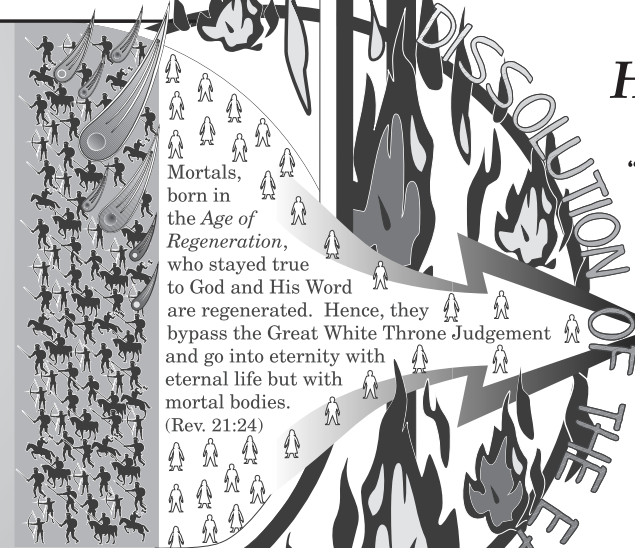 DISSOLUTION OF THE
H
“
Mortals,
born in
the Age of
Regeneration,
who stayed true
to God and His Word
are regenerated. Hence, they
bypass the Great White Throne Judgement
and go into eternity with
eternal life but with
mortal bodies.
(Rev. 21:24)